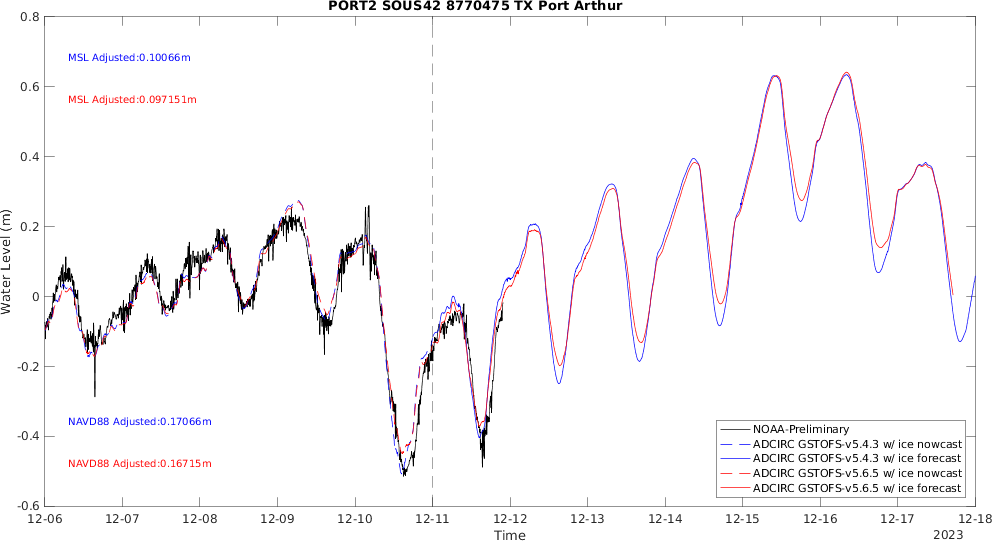 PORT2 SOUS42 8770475 TX Port Arthur
0.8
MSL Adjusted:0.10066m
0.6
MSL Adjusted:0.097151m
0.4
0.2
Water Level (m)
0
-0.2
NAVD88 Adjusted:0.17066m
-0.4
NAVD88 Adjusted:0.16715m
-0.6
NOAA-Preliminary
ADCIRC GSTOFS-v5.4.3 w/ ice nowcast
ADCIRC GSTOFS-v5.4.3 w/ ice forecast
ADCIRC GSTOFS-v5.6.5 w/ ice nowcast
ADCIRC GSTOFS-v5.6.5 w/ ice forecast
12-06 12-07 12-08 12-09 12-10 12-11 12-12 12-13 12-14 12-15 12-16 12-17 12-18
Time
2023